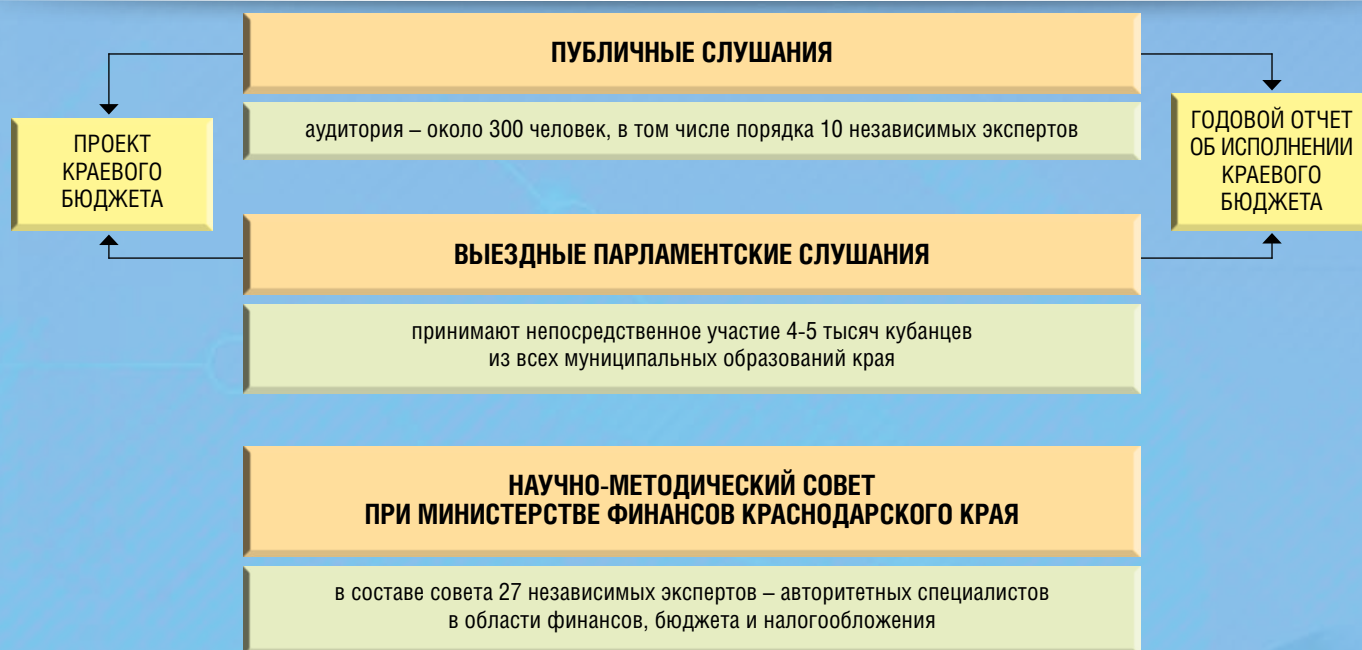 ПУБЛИЧНЫЕ СЛУШАНИЯ
аудитория – около 300 человек, в том числе порядка 10 независимых экспертов
ПРОЕКТ
КРАЕВОГО
БЮДЖЕТА
ГОДОВОЙ ОТЧЕТ
ОБ ИСПОЛНЕНИИ
КРАЕВОГО
БЮДЖЕТА
ВЫЕЗДНЫЕ ПАРЛАМЕНТСКИЕ СЛУШАНИЯ
принимают непосредственное участие 4-5 тысяч кубанцев
из всех муниципальных образований края
НАУЧНО-МЕТОДИЧЕСКИЙ СОВЕТ
ПРИ МИНИСТЕРСТВЕ ФИНАНСОВ КРАСНОДАРСКОГО КРАЯ
в составе совета 27 независимых экспертов – авторитетных специалистов
в области финансов, бюджета и налогообложения